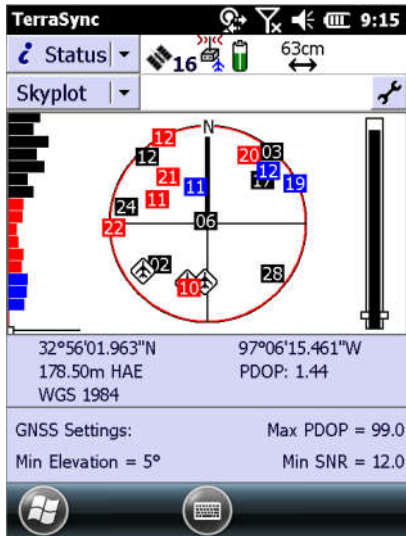 TerraSync 9:15
i Status 16 63cm
Skyplot
N
12 20 03
12
21 17 12
11 19
24 11
06
22
02
28
10
32°56'01.963"N 97°06'15.461"W
178.50m HAE PDOP: 1.44
WGS 1984
GNSS Settings: Max PDOP = 99.0
Min Elevation = 5° Min SNR = 12.0